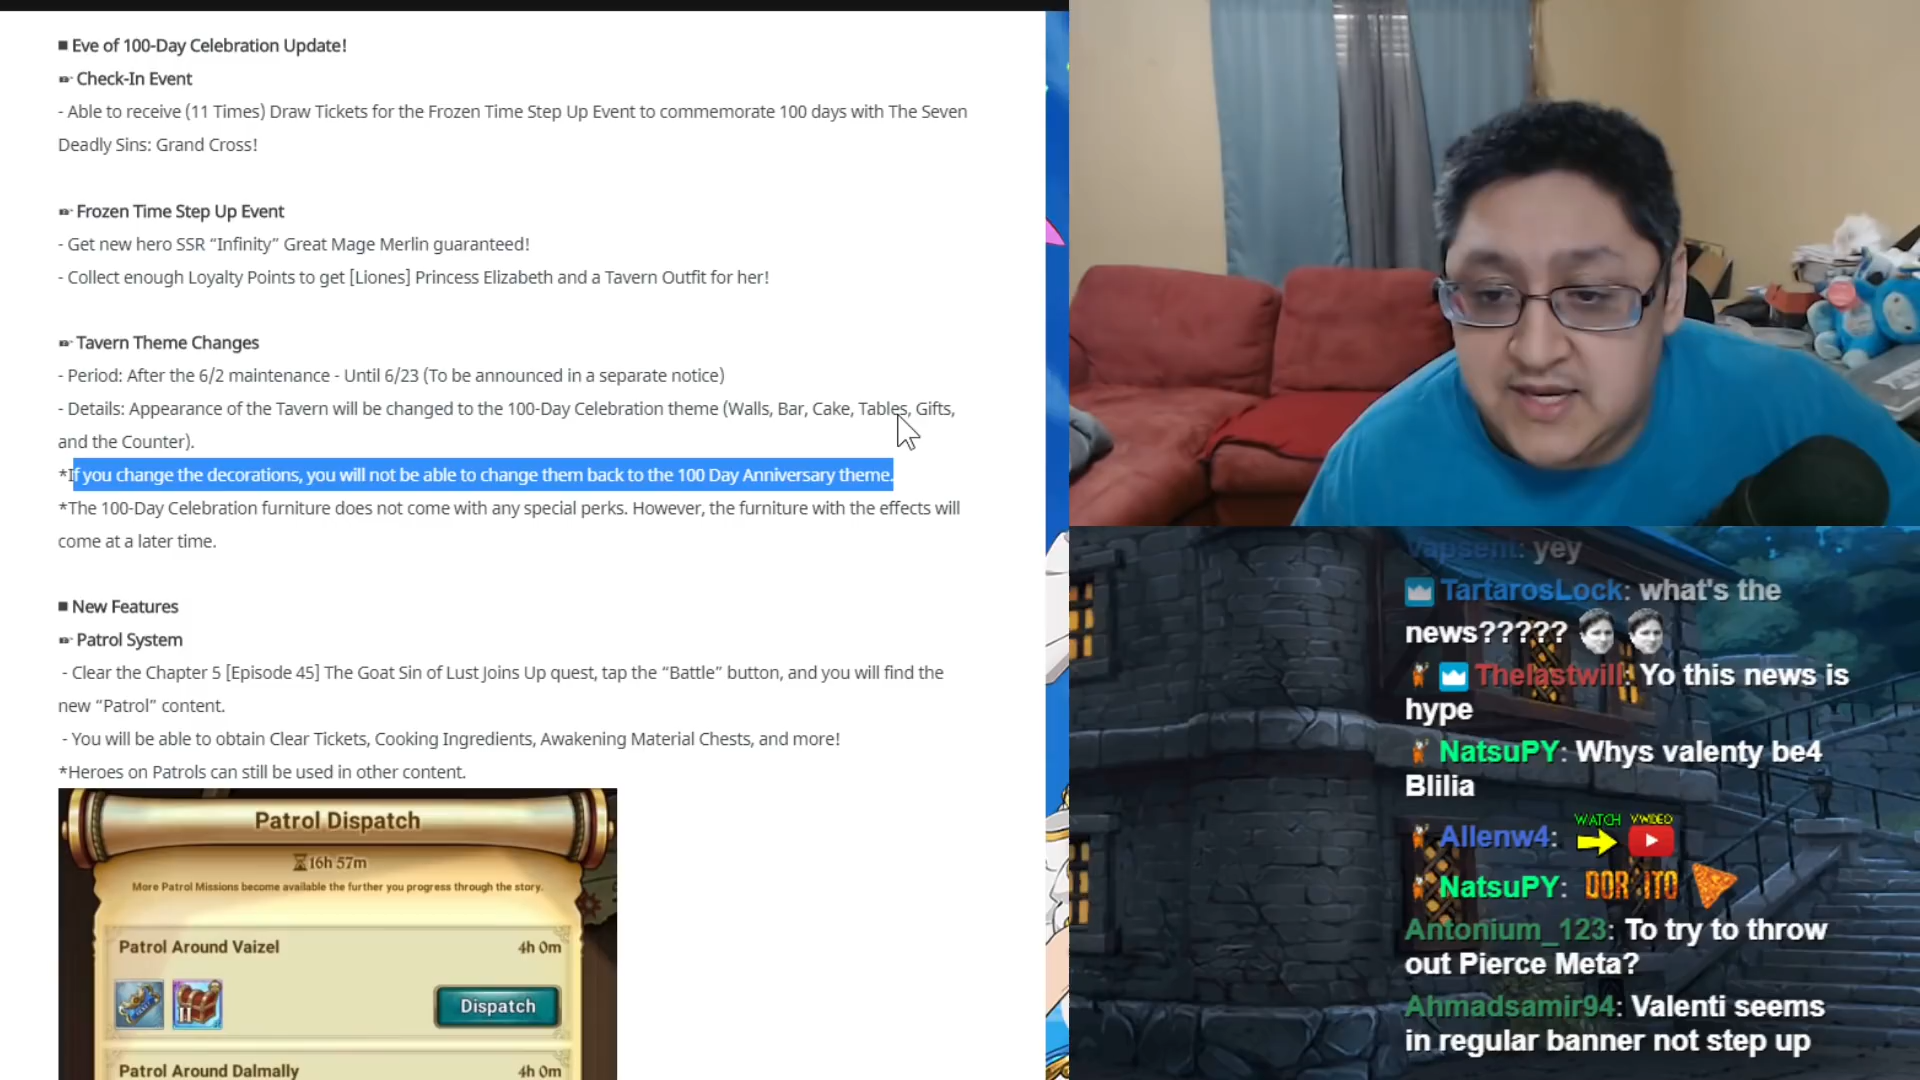 ■ Eve of 100-Day Celebration Update!
☛ Check-In Event
- Able to receive (11 Times) Draw Tickets for the Frozen Time Step Up Event to commemorate 100 days with The Seven
Deadly Sins: Grand Cross!
☛ Frozen Time Step Up Event
- Get new hero SSR “Infinity” Great Mage Merlin guaranteed!
- Collect enough Loyalty Points to get [Liones] Princess Elizabeth and a Tavern Outfit for her!
☛ Tavern Theme Changes
- Period: After the 6/2 maintenance - Until 6/23 (To be announced in a separate notice)
- Details: Appearance of the Tavern will be changed to the 100-Day Celebration theme (Walls, Bar, Cake, Tables, Gifts,
and the Counter).
*If you change the decorations, you will not be able to change them back to the 100 Day Anniversary theme.
*The 100-Day Celebration furniture does not come with any special perks. However, the furniture with the effects will
come at a later time.
■ New Features
☛ Patrol System
- Clear the Chapter 5 [Episode 45] The Goat Sin of Lust Joins Up quest, tap the “Battle” button, and you will find the
new “Patrol” content.
- You will be able to obtain Clear Tickets, Cooking Ingredients, Awakening Material Chests, and more!
*Heroes on Patrols can still be used in other content.
Patrol Dispatch
16h 57m
More Patrol Missions become available the further you progress through the story.
Patrol Around Vaizel 4h 0m
II
Dispatch
Patrol Around Dalmally 4h 0m
Vapsent: yey
TartarosLock: what's the
news?????
Thelastwill: Yo this news is
hype
NatsuPY: Whys valenty be4
Blilia
WATCH VWIDEO
Allenw4:
NatsuPY: DORITO
Antonium_123: To try to throw
out Pierce Meta?
Ahmadsamir94: Valenti seems
in regular banner not step up